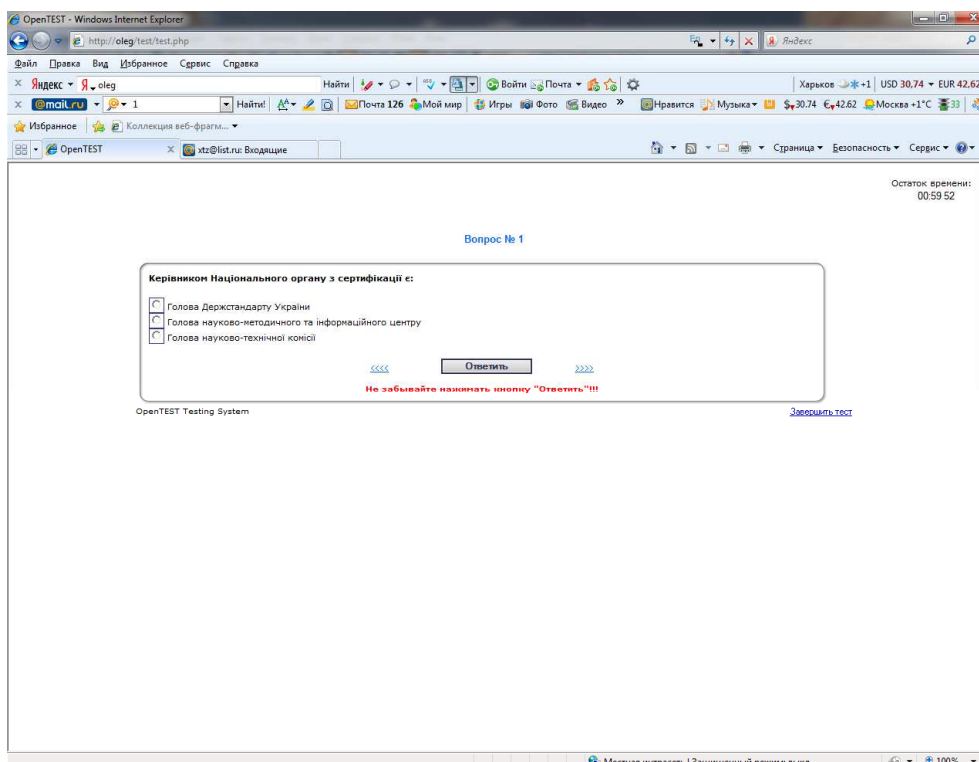 OpenTEST - Windows Internet Explorer
http://oleg/test/test.php
Яндекс
Файл Правка Вид Избранное Сервис Справка
Яндекс oleg Найти Войти Почта Харьков +1 USD 30,74 EUR 42,62
@mail.ru 1 Найти! Почта 126 Мой мир Игры Фото Видео » Нравится Музыка $ 30.74 € 42.62 Москва +1°C 33
Избранное Коллекция веб-фрагм...
OpenTEST xtz@list.ru: Входящие Страница Безопасность Сервис
Остаток времени:
00:59 52
Вопрос № 1
Керівником Національного органу з сертифікації є:
Голова Держстандарту України
Голова науково-методичного та інформаційного центру
Голова науково-технічної комісії
<<<< Ответить >>>>
Не забывайте нажимать кнопку "Ответить"!!!
OpenTEST Testing System Завершить тест
100%